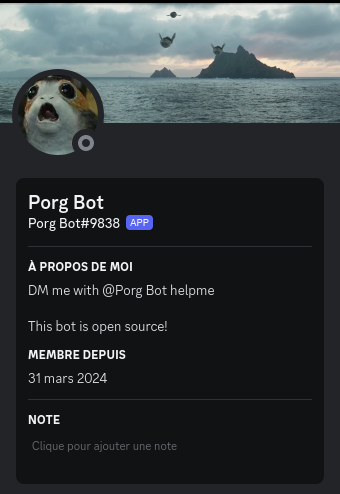 Porg Bot
Porg Bot#9838 APP
À PROPOS DE MOI
DM me with @Porg Bot helpme
This bot is open source!
MEMBRE DEPUIS
31 mars 2024
NOTE
Clique pour ajouter une note